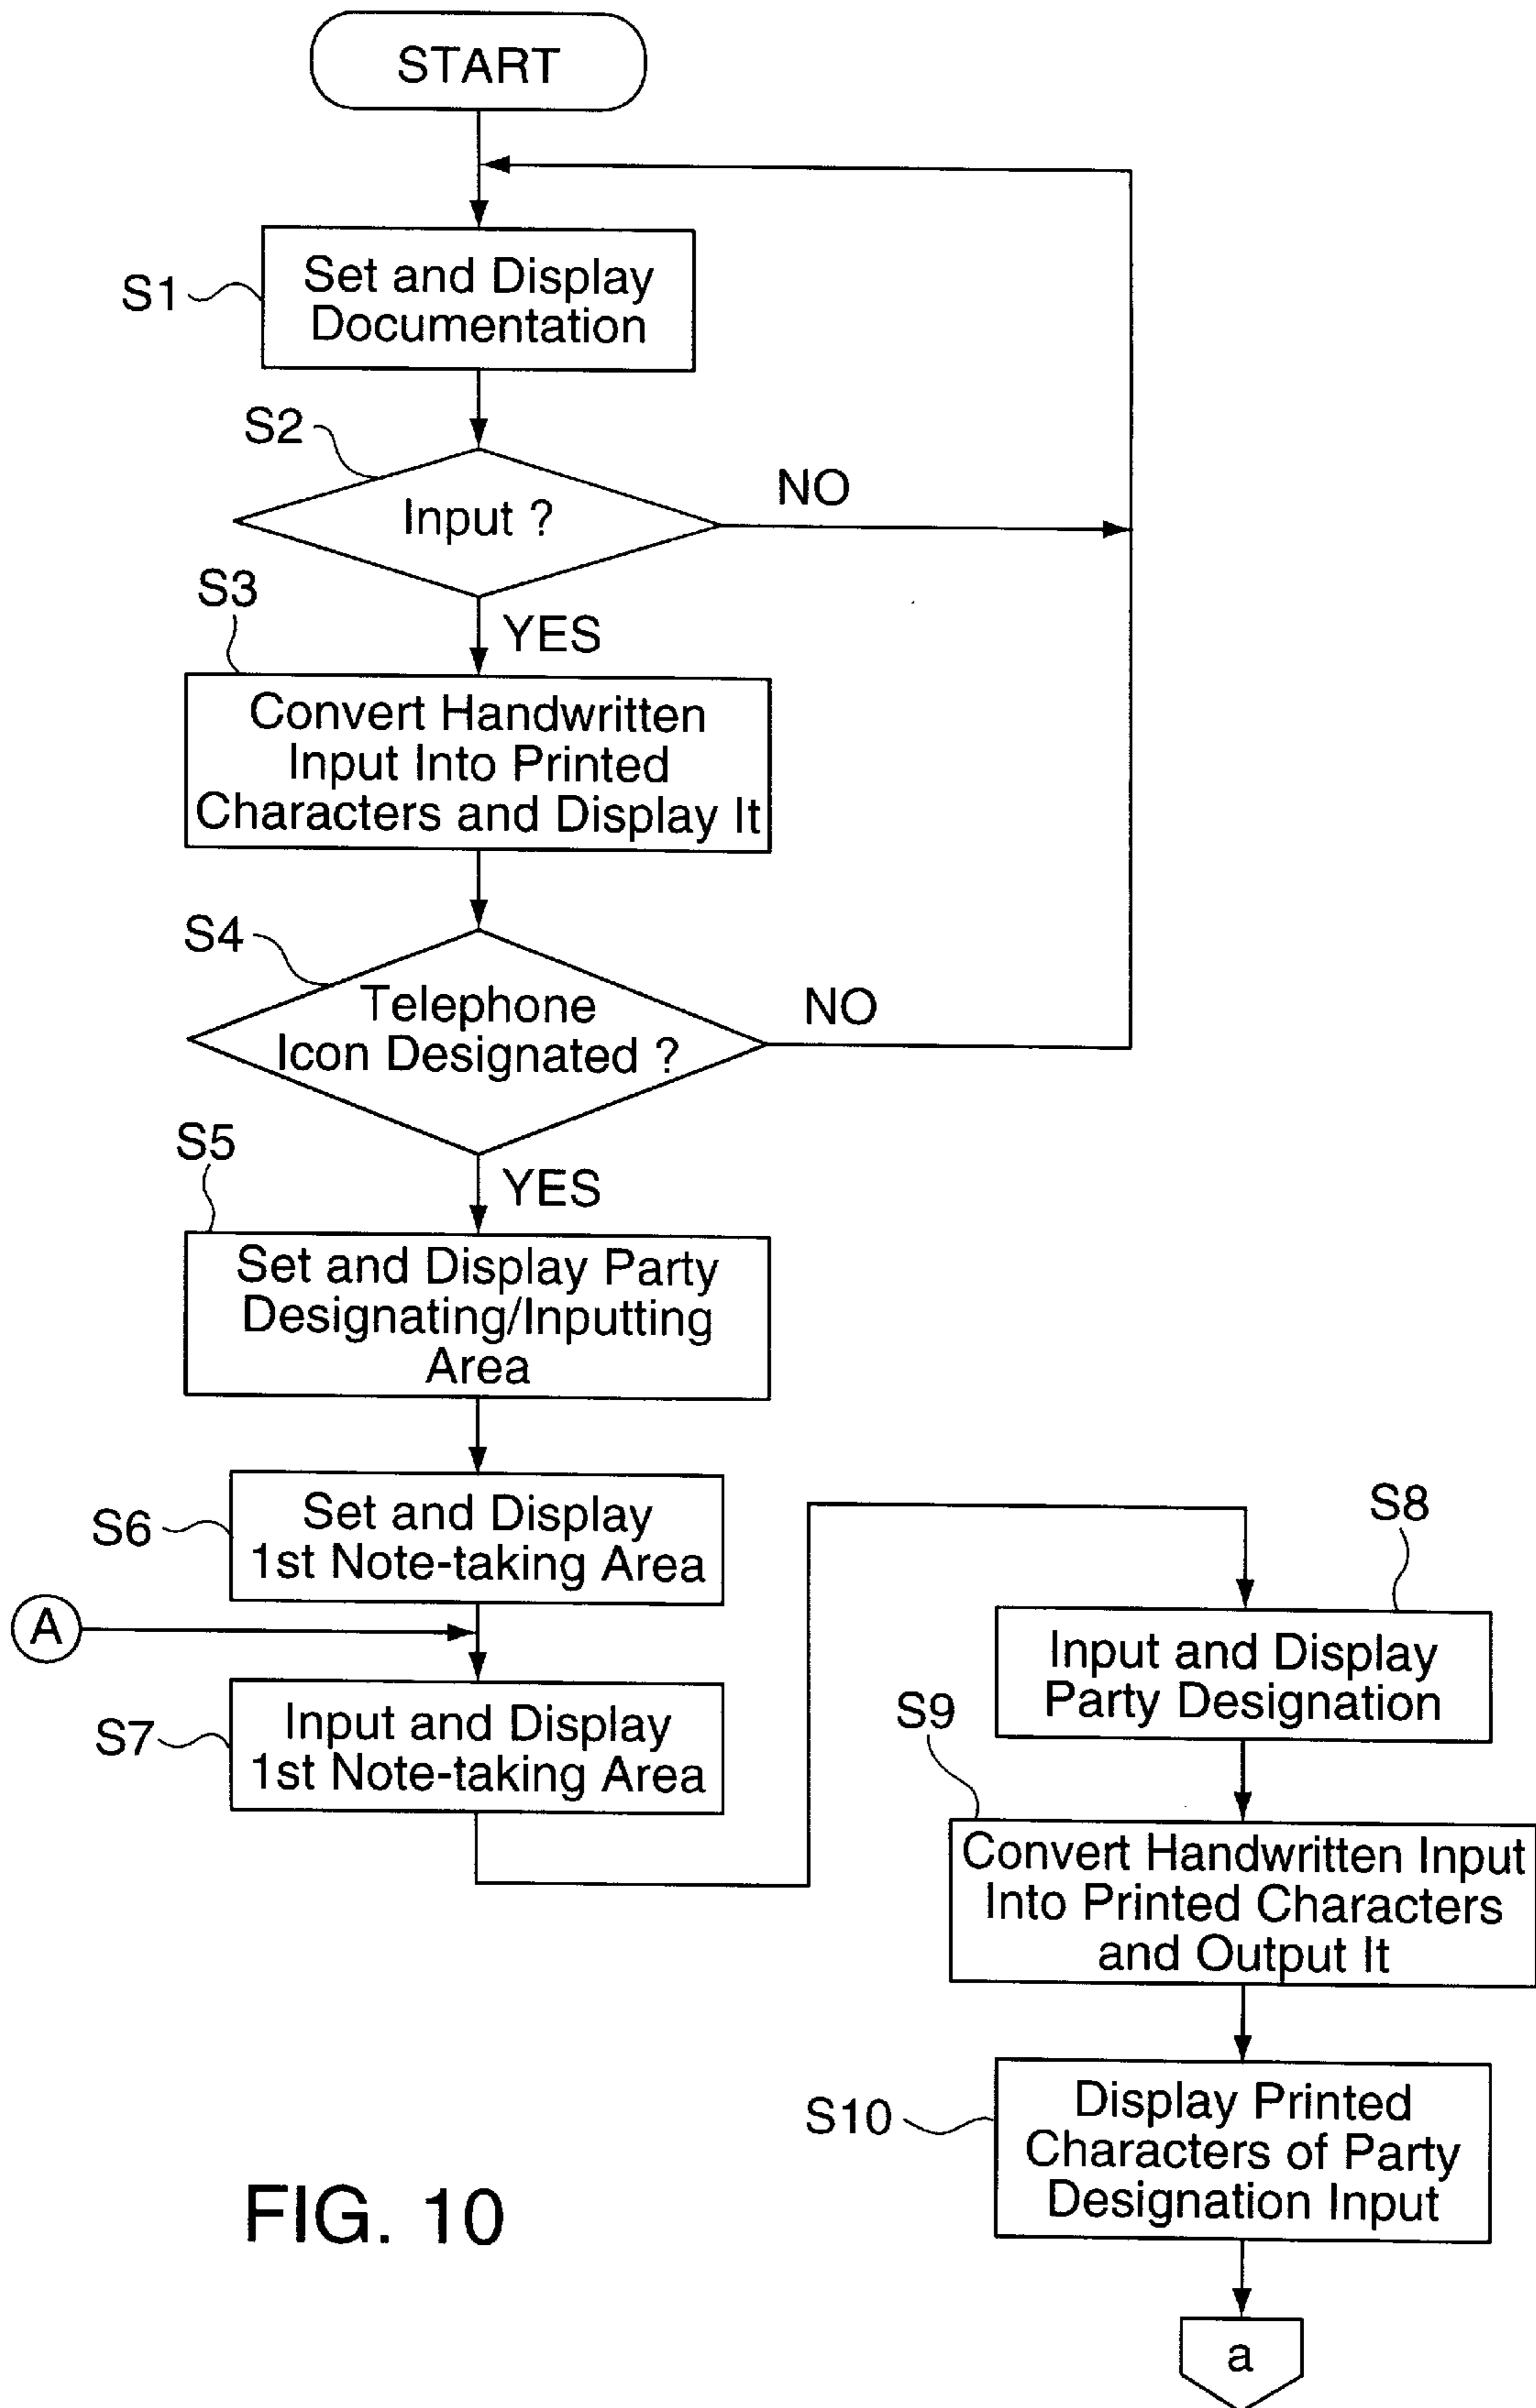 START
S1
Set and Display
Documentation
S2
Input ?
NO
S3
YES
Convert Handwritten
Input Into Printed
Characters and Display It
S4
Telephone
Icon Designated ?
NO
S5
YES
Set and Display Party
Designating/Inputting
Area
S6
Set and Display
1st Note-taking Area
A
S7
Input and Display
1st Note-taking Area
S8
Input and Display
Party Designation
S9
Convert Handwritten Input
Into Printed Characters
and Output It
S10
Display Printed
Characters of Party
Designation Input
a
FIG. 10